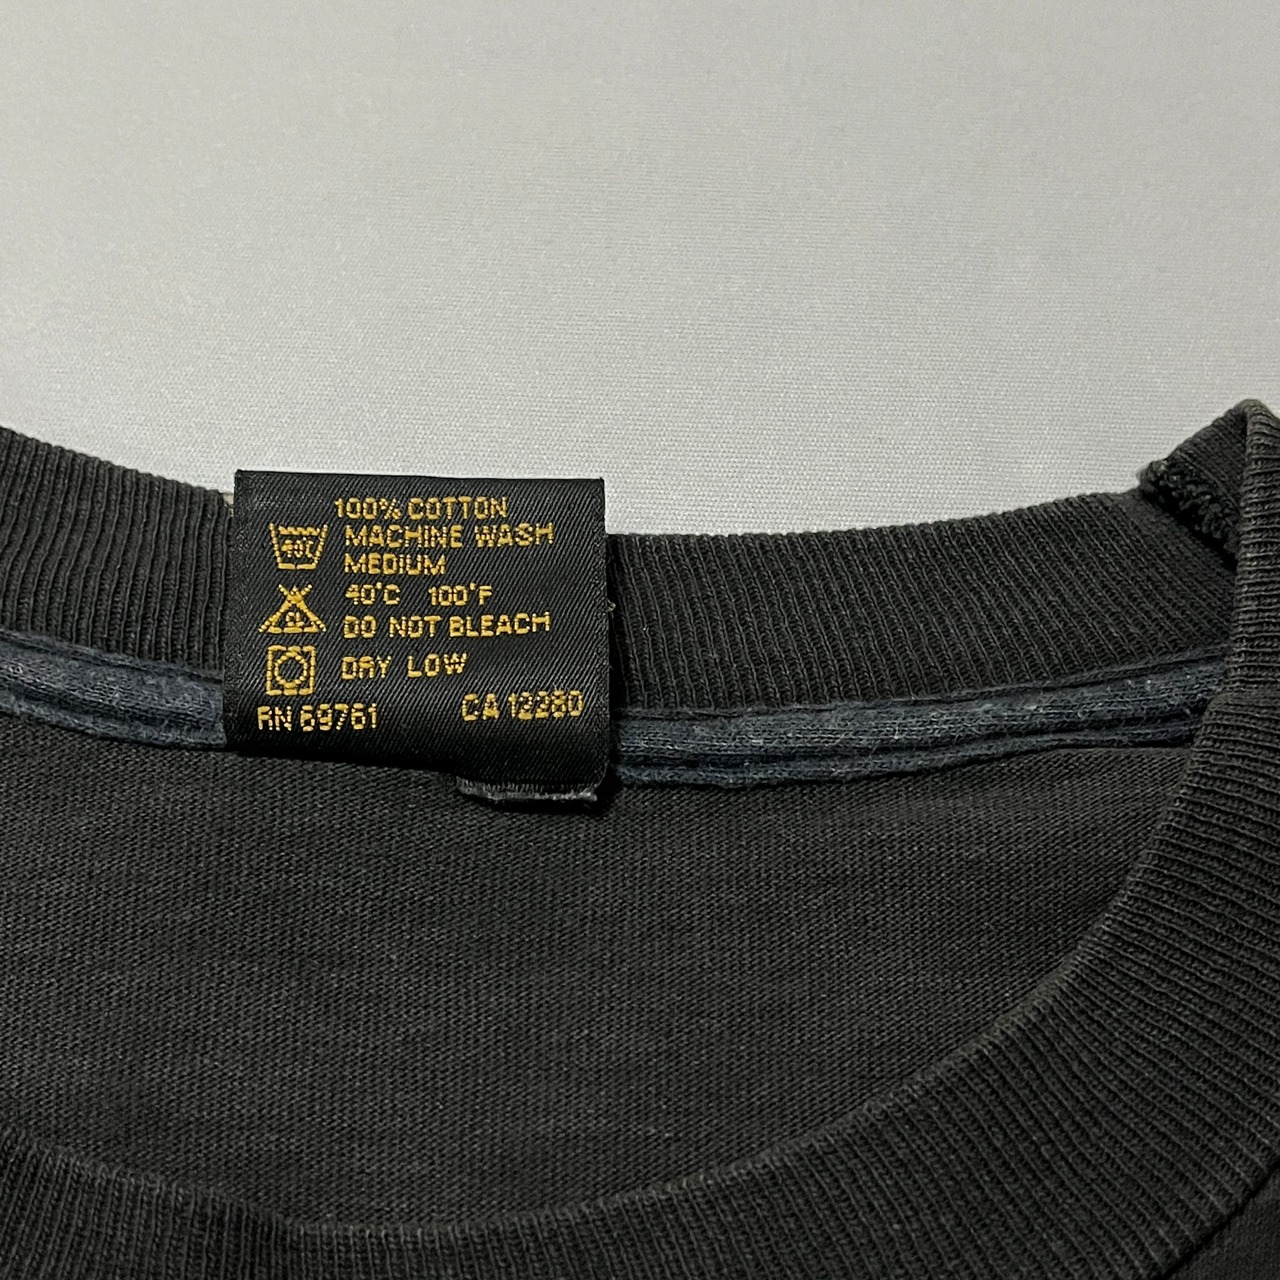 100% COTTON
MACHINE WASH
MEDIUM
40°C 100°F
DO NOT BLEACH
DRY LOW
RN 69761 CA 12280